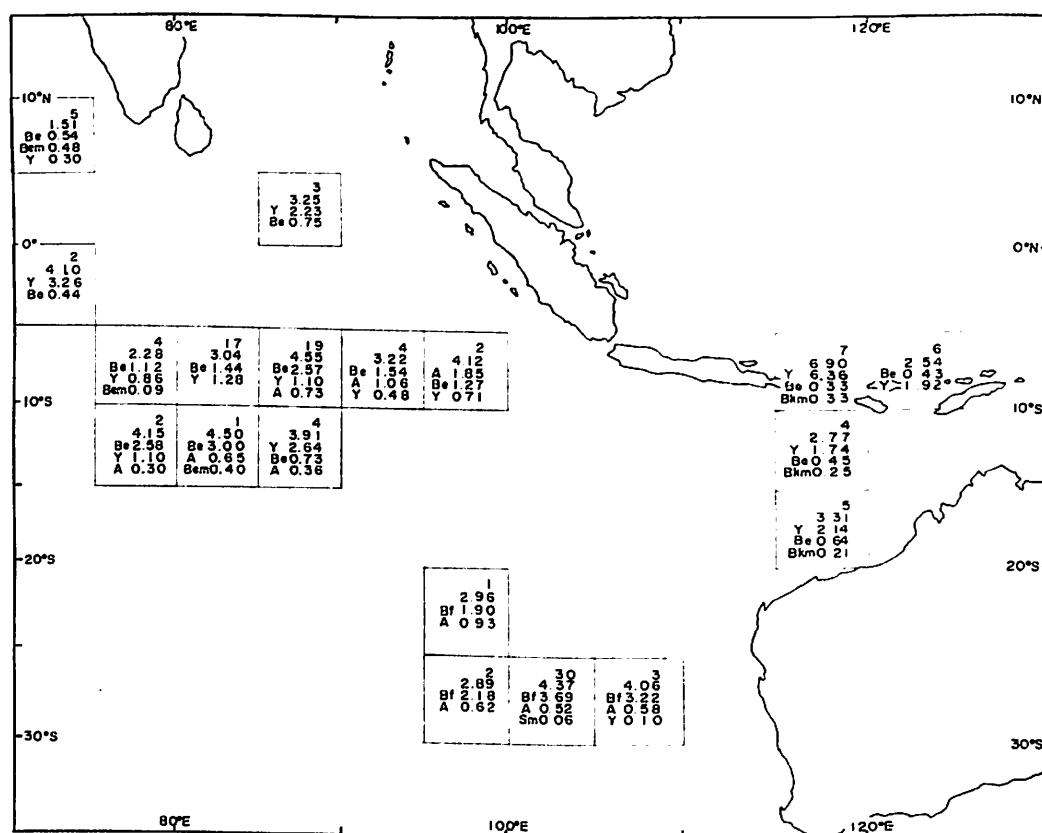 80°E
100°E
120°E
10°N
10°N
5
1.51
Be 0.54
Bem 0.48
Y 0.30
3
3.25
Y 2.23
Be 0.75
0°
0°N
2
4.10
Y 3.26
Be 0.44
4
2.28
Be 1.12
Y 0.86
Bem 0.09
17
3.04
Be 1.44
Y 1.28
19
4.55
Be 2.57
Y 1.10
A 0.73
4
3.22
Be 1.54
A 1.06
Y 0.48
2
4.12
A 1.85
Be 1.27
Y 0.71
7
6.90
Y 6.36
Be 0.33
Bkm 0.33
6
2.54
Be 0.43
Y 1.92
10°S
10°S
2
4.15
Be 2.58
Y 1.10
A 0.30
1
4.50
Be 3.00
A 0.65
Bem 0.40
4
3.91
Y 2.64
Be 0.73
A 0.36
4
2.77
Y 1.74
Be 0.45
Bkm 0.25
5
3.31
Y 2.14
Be 0.64
Bkm 0.21
20°S
20°S
1
2.96
Bf 1.90
A 0.93
2
2.89
Bf 2.18
A 0.62
30
4.37
Bf 3.69
A 0.52
Sm 0.06
3
4.06
Bf 3.22
A 0.58
Y 0.10
30°S
30°S
80°E
100°E
120°E